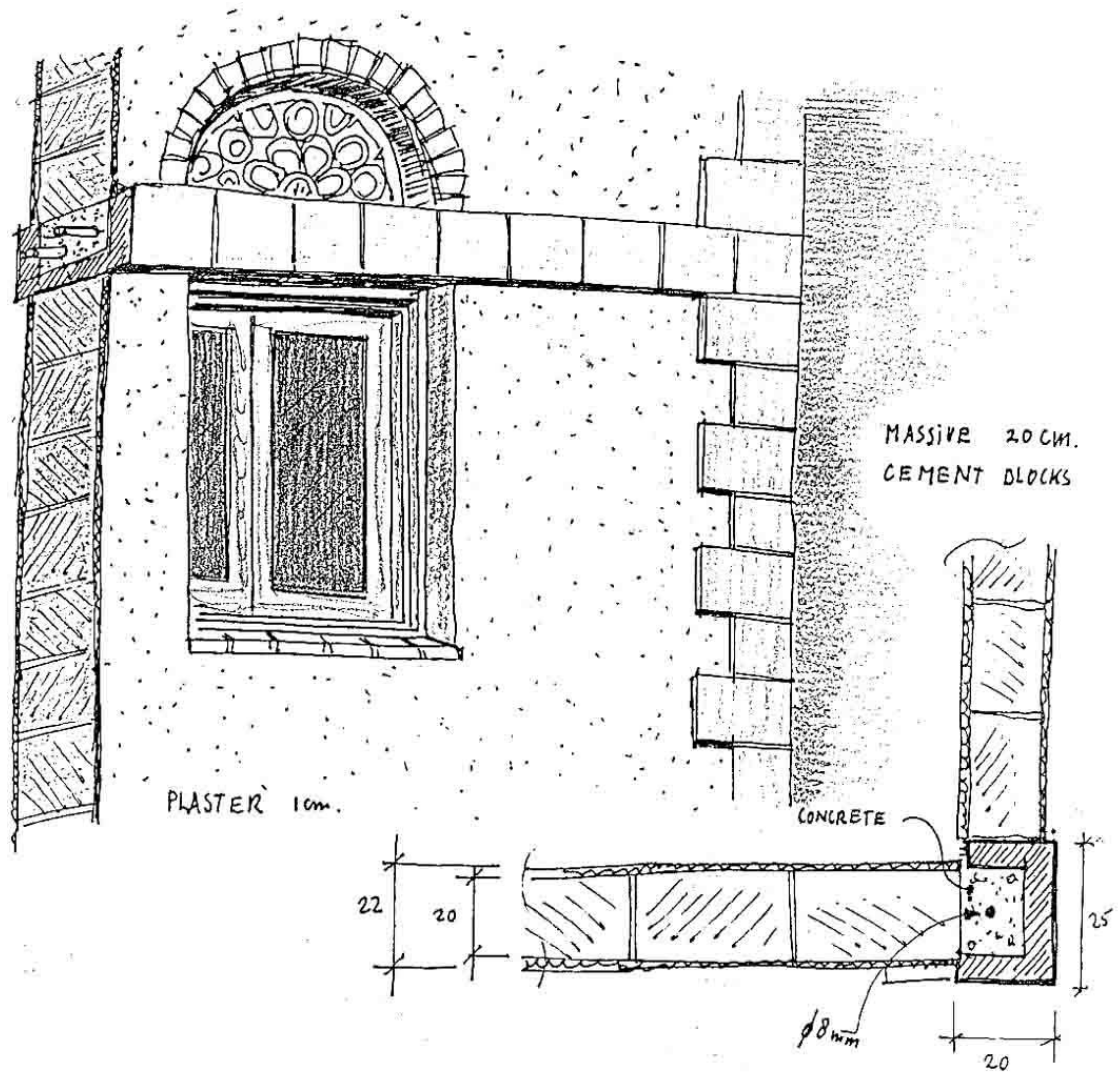 MASSIVE 20 CM.
CEMENT BLOCKS
PLASTER 1cm.
CONCRETE
22
20
25
ϕ8mm
20